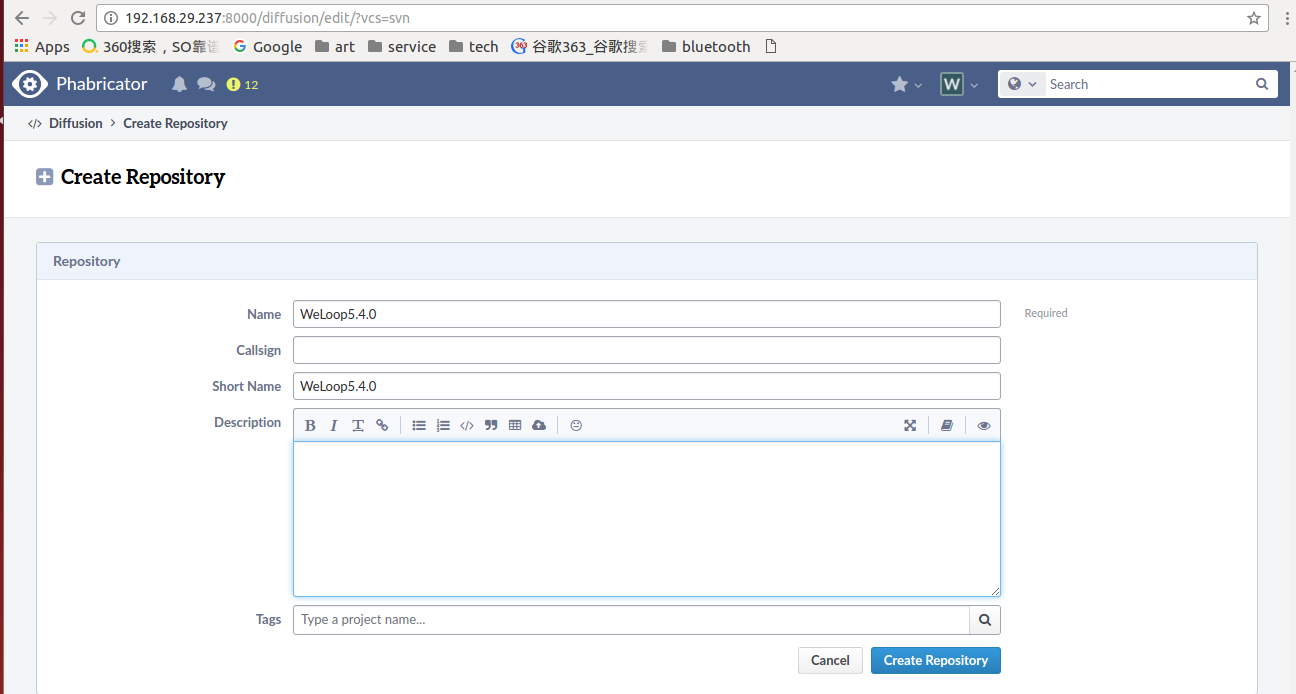 192.168.29.237:8000/diffusion/edit/?vcs=svn
Apps 360搜索，SO靠谱 Google art service tech 谷歌363_谷歌搜索 bluetooth
Phabricator 12 W Search
Diffusion > Create Repository
Create Repository
Repository
Name WeLoop5.4.0 Required
Callsign
Short Name WeLoop5.4.0
Description B I T
Tags Type a project name...
Cancel Create Repository